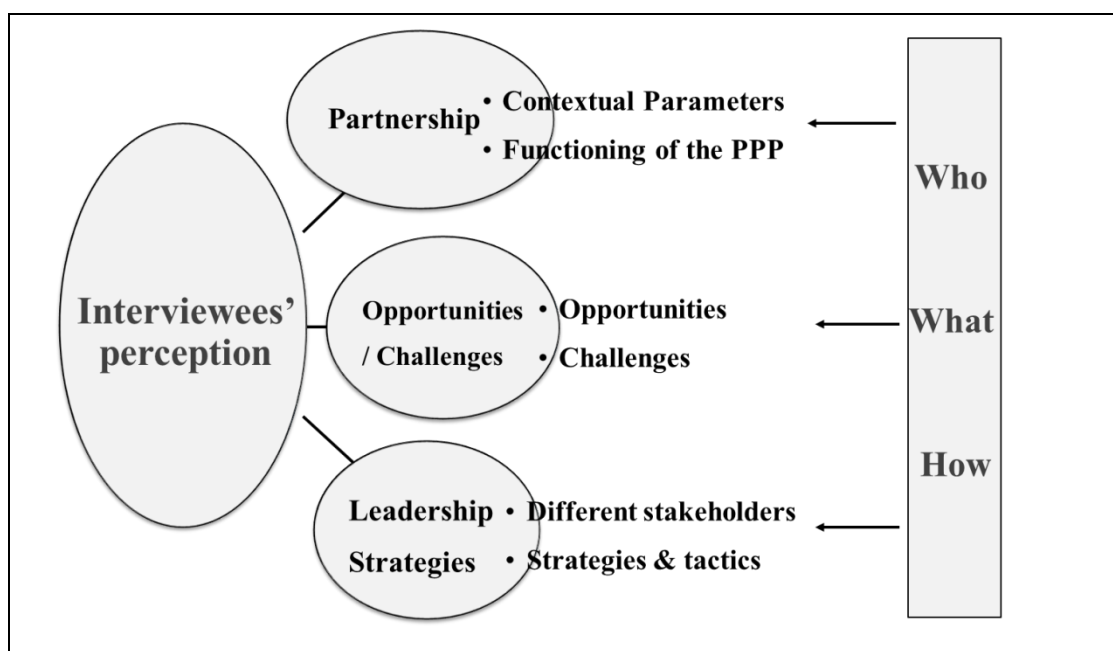 Partnership
• Contextual Parameters
• Functioning of the PPP
Interviewees’
perception
Opportunities
/ Challenges
• Opportunities
• Challenges
Leadership
Strategies
• Different stakeholders
• Strategies & tactics
Who
What
How